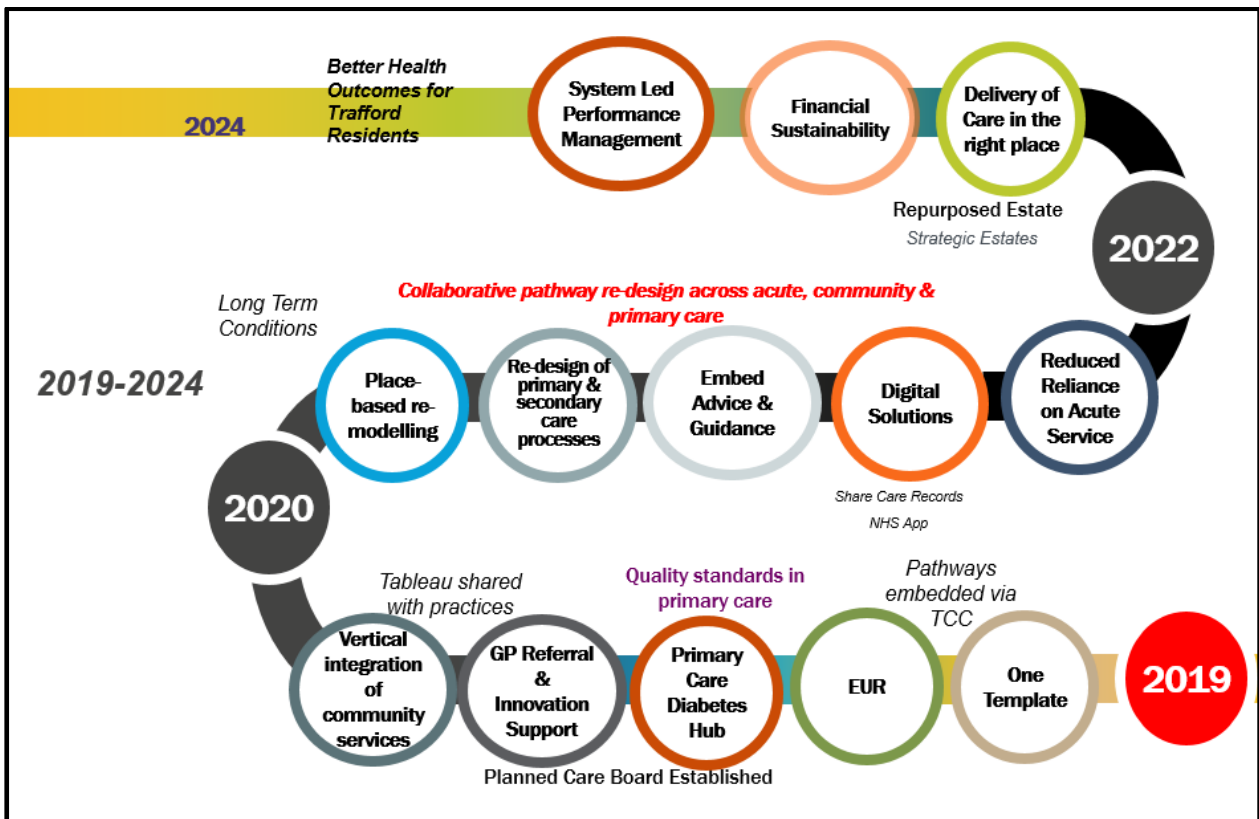 Better Health
Outcomes for
Trafford
Residents
2024
System Led
Performance
Management
Financial
Sustainability
Delivery of
Care in the
right place
Repurposed Estate
Strategic Estates
2022
Collaborative pathway re-design across acute, community &
primary care
Long Term
Conditions
2019-2024
Place-
based re-
modelling
Re-design of
primary &
secondary
care
processes
Embed
Advice &
Guidance
Digital
Solutions
Reduced
Reliance
on Acute
Service
Share Care Records
NHS App
2020
Tableau shared
with practices
Quality standards in
primary care
Pathways
embedded via
TCC
Vertical
integration
of
community
services
GP Referral
&
Innovation
Support
Primary
Care
Diabetes
Hub
EUR
One
Template
2019
Planned Care Board Established